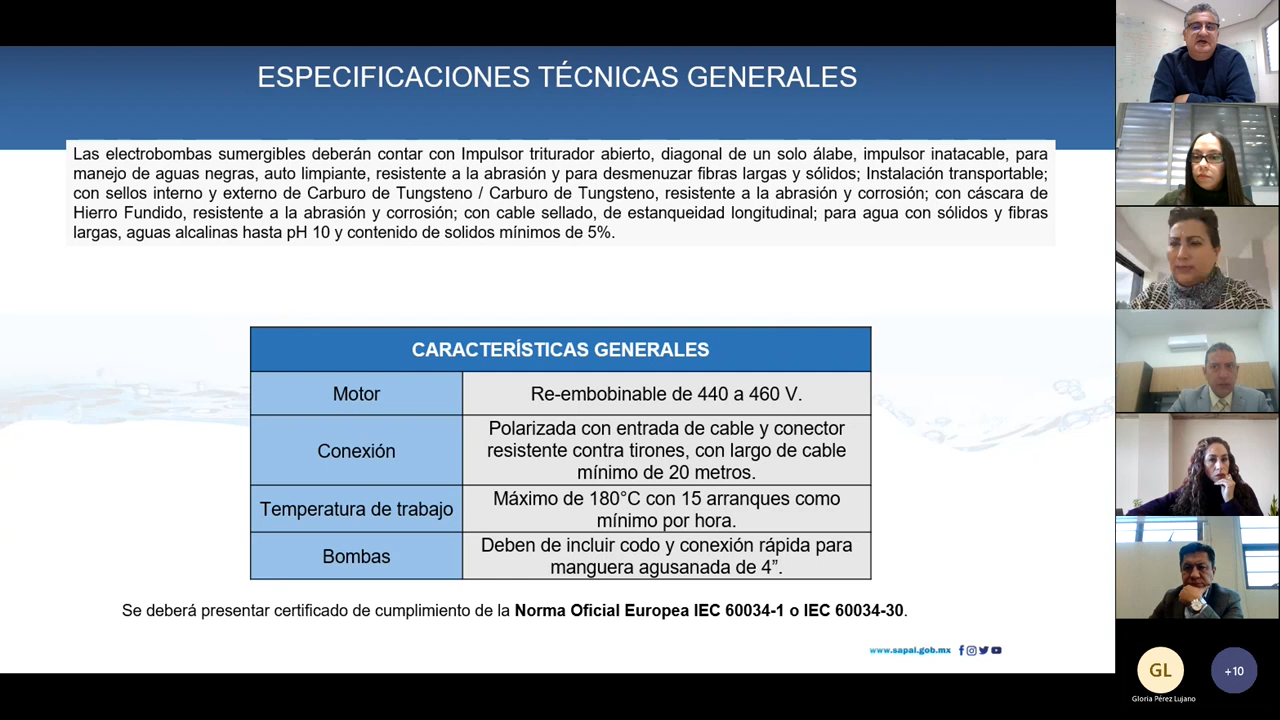 ESPECIFICACIONES TÉCNICAS GENERALES
Las electrobombas sumergibles deberán contar con Impulsor triturador abierto, diagonal de un solo álabe, impulsor inatacable, para
manejo de aguas negras, auto limpiante, resistente a la abrasión y para desmenuzar fibras largas y sólidos; Instalación transportable;
con sellos interno y externo de Carburo de Tungsteno / Carburo de Tungsteno, resistente a la abrasión y corrosión; con cáscara de
Hierro Fundido, resistente a la abrasión y corrosión; con cable sellado, de estanqueidad longitudinal; para agua con sólidos y fibras
largas, aguas alcalinas hasta pH 10 y contenido de solidos mínimos de 5%.
CARACTERÍSTICAS GENERALES
Motor
Re-embobinable de 440 a 460 V.
Conexión
Polarizada con entrada de cable y conector
resistente contra tirones, con largo de cable
mínimo de 20 metros.
Temperatura de trabajo
Máximo de 180°C con 15 arranques como
mínimo por hora.
Bombas
Deben de incluir codo y conexión rápida para
manguera agusanada de 4”.
Se deberá presentar certificado de cumplimiento de la Norma Oficial Europea IEC 60034-1 o IEC 60034-30.
www.sapal.gob.mx
GL
+10
Gloria Pérez Lujano